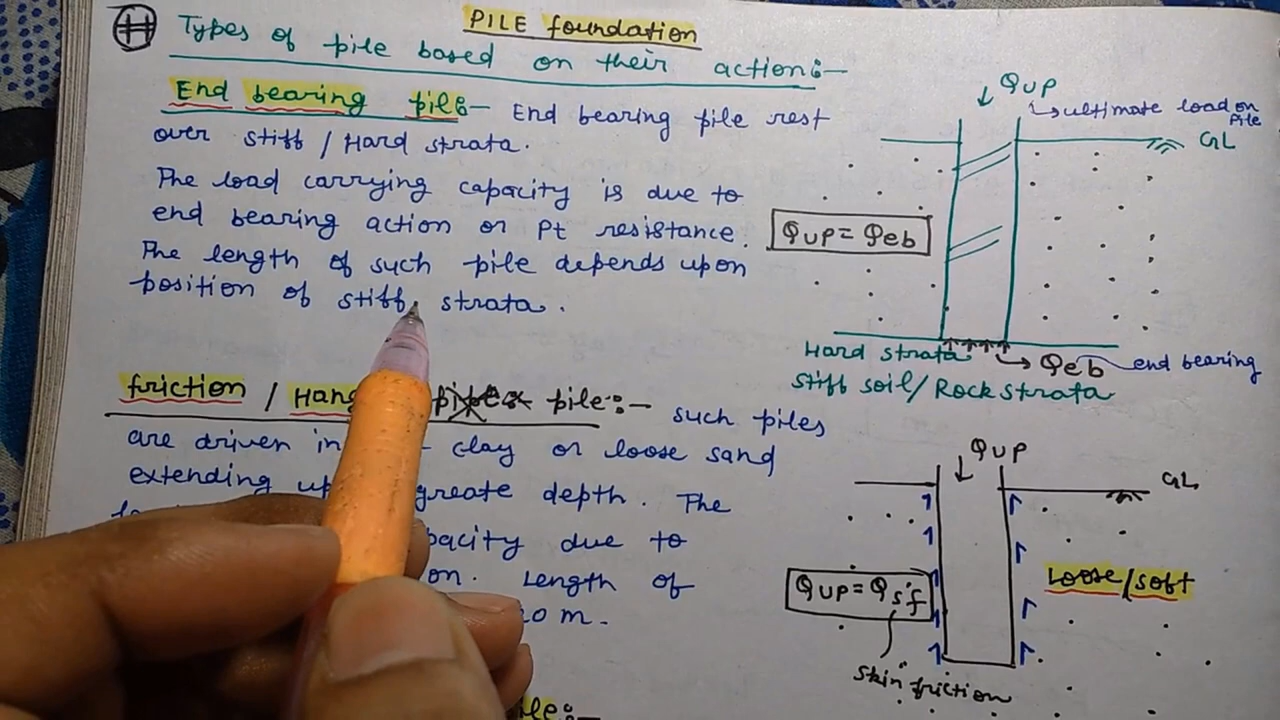 PILE foundation
Types of pile based on their action:-
End bearing pile:- End bearing pile rest
over stiff / Hard strata.
The load carrying capacity is due to
end bearing action or Pt resistance.
The length of such pile depends upon
position of stiff strata.
Qup
ultimate load on
Pile
GL
Qup = Qeb
Hard strata
Qeb end bearing
Stiff soil / Rock strata
friction / pile:- such piles
are driven in clay or loose sand
extending greate depth. The
due to
Length of
m.
Qup
GL
Qup = Qsf
Loose/soft
Skin friction